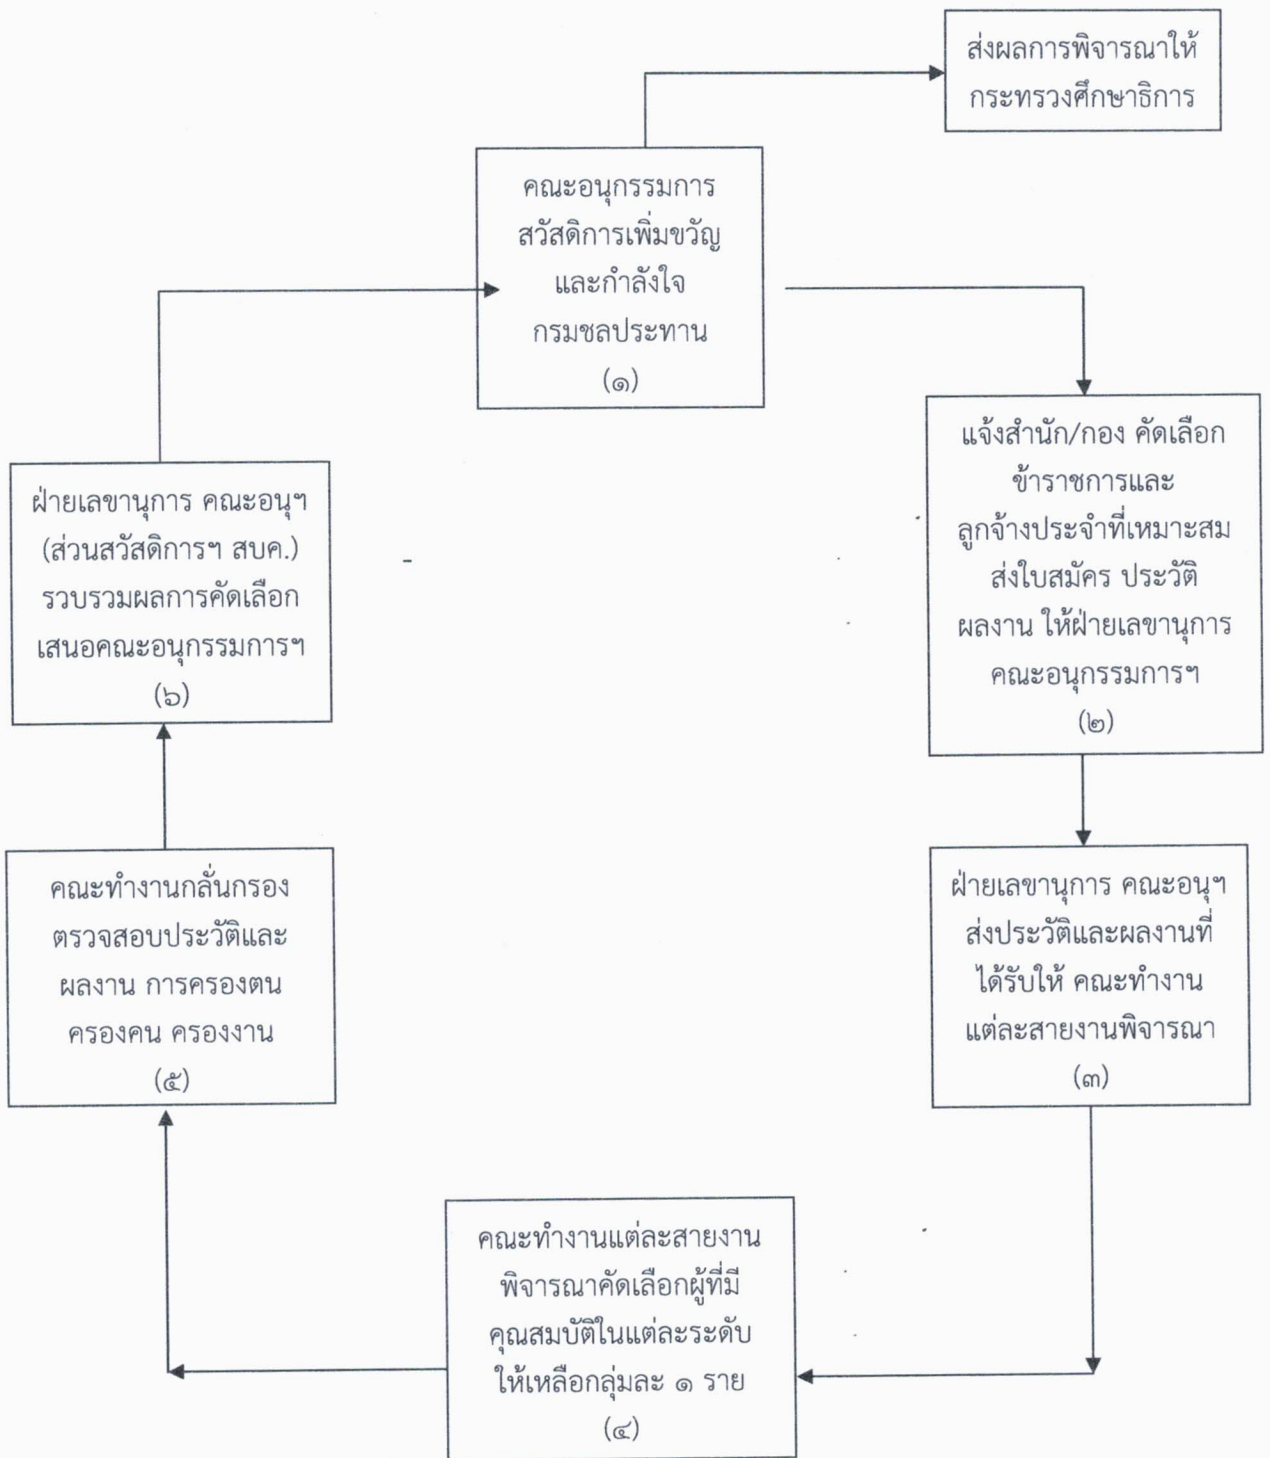 ส่งผลการพิจารณาให้
กระทรวงศึกษาธิการ
คณะอนุกรรมการ
สวัสดิการเพิ่มขวัญ
และกำลังใจ
กรมชลประทาน
(๑)
แจ้งสำนัก/กอง คัดเลือก
ข้าราชการและ
ลูกจ้างประจำที่เหมาะสม
ส่งใบสมัคร ประวัติ
ผลงาน ให้ฝ่ายเลขานุการ
คณะอนุกรรมการฯ
(๒)
ฝ่ายเลขานุการ คณะอนุฯ
ส่งประวัติและผลงานที่
ได้รับให้ คณะทำงาน
แต่ละสายงานพิจารณา
(๓)
คณะทำงานแต่ละสายงาน
พิจารณาคัดเลือกผู้ที่มี
คุณสมบัติในแต่ละระดับ
ให้เหลือกลุ่มละ ๑ ราย
(๔)
คณะทำงานกลั่นกรอง
ตรวจสอบประวัติและ
ผลงาน การครองตน
ครองคน ครองงาน
(๕)
ฝ่ายเลขานุการ คณะอนุฯ
(ส่วนสวัสดิการฯ สบค.)
รวบรวมผลการคัดเลือก
เสนอคณะอนุกรรมการฯ
(๖)